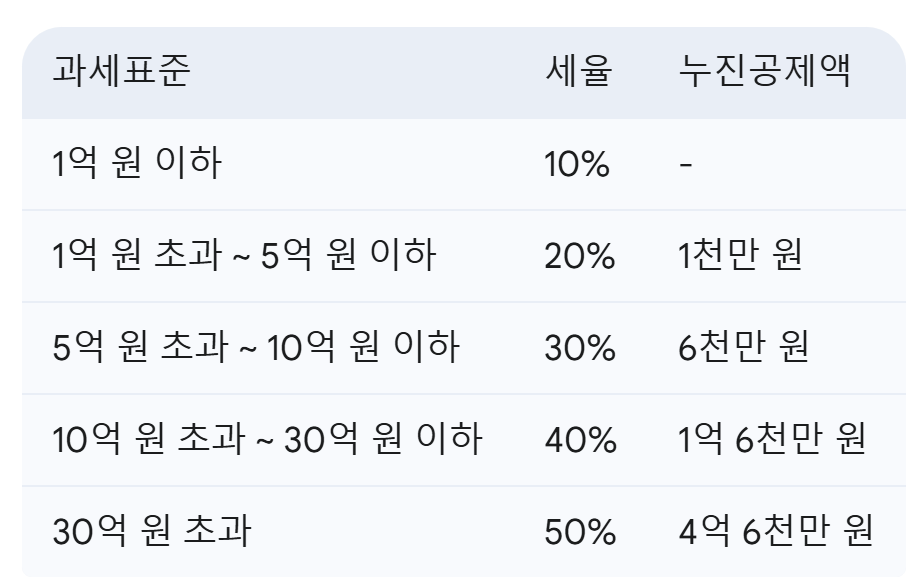 과세표준 세율 누진공제액
1억 원 이하 10% -
1억 원 초과 ~ 5억 원 이하 20% 1천만 원
5억 원 초과 ~ 10억 원 이하 30% 6천만 원
10억 원 초과 ~ 30억 원 이하 40% 1억 6천만 원
30억 원 초과 50% 4억 6천만 원